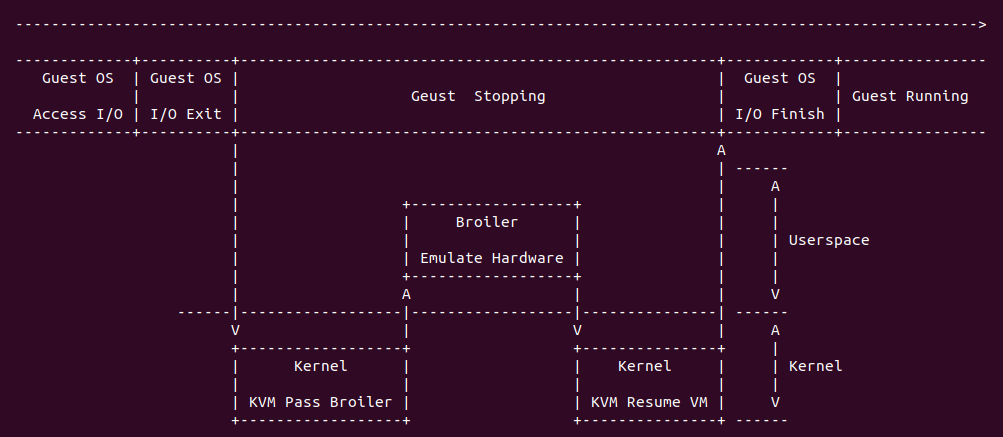 ------------------------------------------------------------------------------------------------------------>
-------------+----------+-----------------------------------------------------+------------+----------------
   Guest OS  | Guest OS |                                                     |  Guest OS  |
             |          |                   Geust  Stopping                   |            | Guest Running
  Access I/O | I/O Exit |                                                     | I/O Finish |
-------------+----------+-----------------------------------------------------+------------+----------------
                        |                                                     A
                        |                                                     | ------
                        |                                                     |     A
                        |                  +------------------+               |     |
                        |                  |     Broiler      |               |     |
                        |                  |                  |               |     | Userspace
                        |                  | Emulate Hardware |               |     |
                        |                  +------------------+               |     |
                        |                  A                  |               |     V
                  ------|------------------|------------------|---------------| ------
                        V                  |                  V               |     A
                        +------------------+                  +---------------+     |
                        |      Kernel      |                  |    Kernel     |     | Kernel
                        |                  |                  |               |     |
                        | KVM Pass Broiler |                  | KVM Resume VM |     V
                        +------------------+                  +---------------+ ------